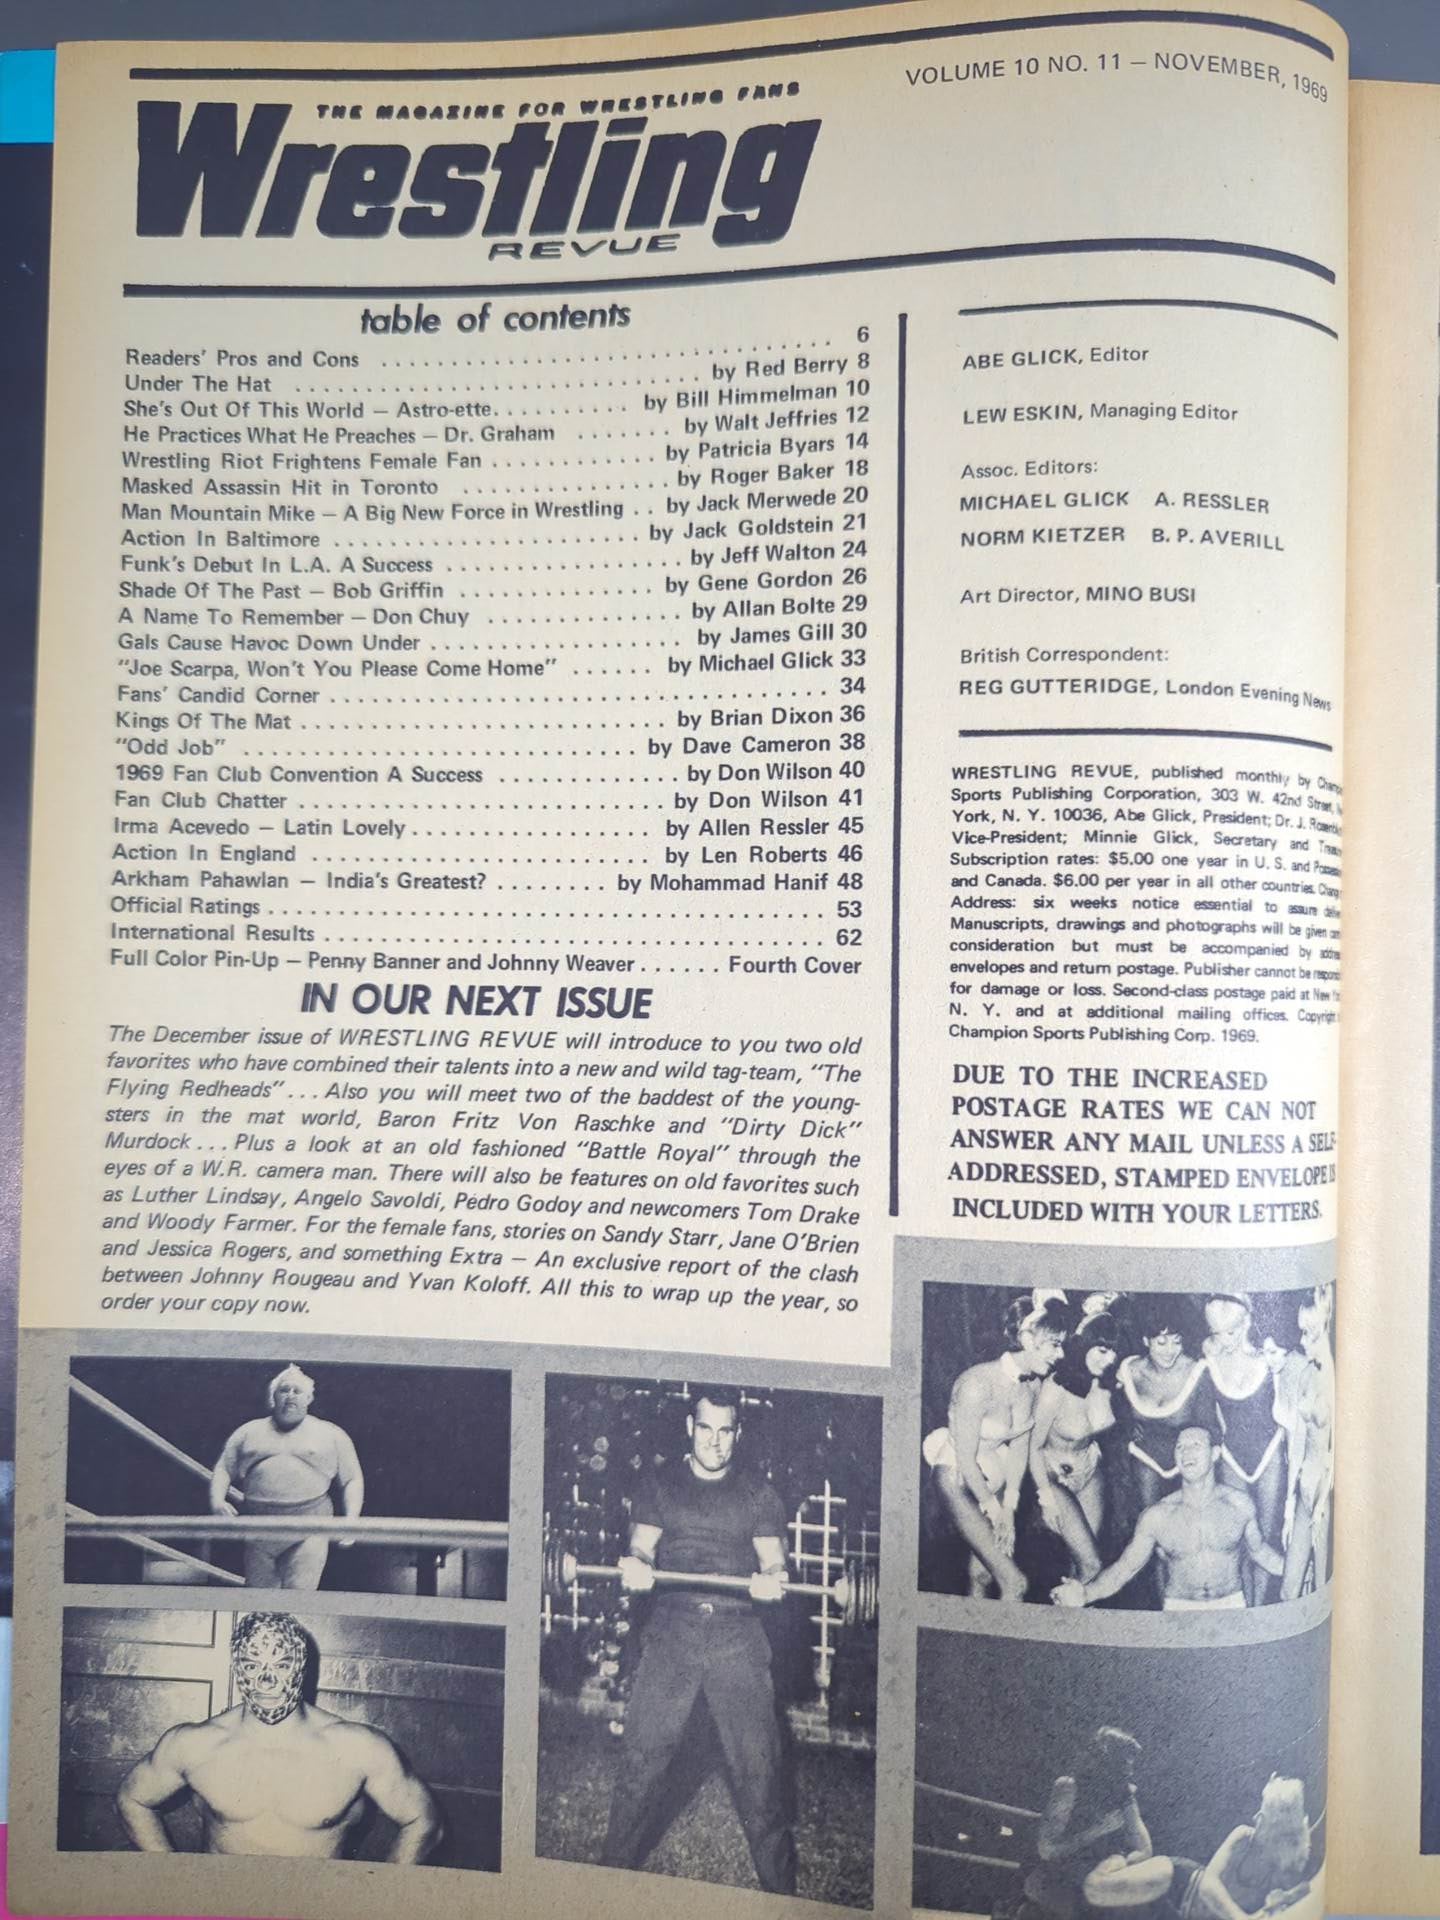 VOLUME 10 NO. 11 — NOVEMBER, 1969
THE MAGAZINE FOR WRESTLING FANS
Wrestling
REVUE
table of contents
Readers' Pros and Cons . . . . . . . . . . . . . . . . . . . . . . . . . . . . . . . 6
Under The Hat . . . . . . . . . . . . . . . . . . . . . . . . . . . . by Red Berry 8
She's Out Of This World — Astro-ette. . . . . . . . . . by Bill Himmelman 10
He Practices What He Preaches — Dr. Graham . . . . . . . by Walt Jeffries 12
Wrestling Riot Frightens Female Fan . . . . . . . . . . . . by Patricia Byars 14
Masked Assassin Hit in Toronto . . . . . . . . . . . . . . . by Roger Baker 18
Man Mountain Mike — A Big New Force in Wrestling . . by Jack Merwede 20
Action In Baltimore . . . . . . . . . . . . . . . . . . . . . by Jack Goldstein 21
Funk's Debut In L.A. A Success . . . . . . . . . . . . . . . . by Jeff Walton 24
Shade Of The Past — Bob Griffin . . . . . . . . . . . . . by Gene Gordon 26
A Name To Remember — Don Chuy . . . . . . . . . . . . . by Allan Bolte 29
Gals Cause Havoc Down Under . . . . . . . . . . . . . . . . by James Gill 30
"Joe Scarpa, Won't You Please Come Home" . . . . . . by Michael Glick 33
Fans' Candid Corner . . . . . . . . . . . . . . . . . . . . . . . . . . . . . . . 34
Kings Of The Mat . . . . . . . . . . . . . . . . . . . . . . . by Brian Dixon 36
"Odd Job" . . . . . . . . . . . . . . . . . . . . . . . . . by Dave Cameron 38
1969 Fan Club Convention A Success . . . . . . . . . . . . by Don Wilson 40
Fan Club Chatter . . . . . . . . . . . . . . . . . . . . . . . by Don Wilson 41
Irma Acevedo — Latin Lovely . . . . . . . . . . . . . . . by Allen Ressler 45
Action In England . . . . . . . . . . . . . . . . . . . . . by Len Roberts 46
Arkham Pahawlan — India's Greatest? . . . . . . . . by Mohammad Hanif 48
Official Ratings . . . . . . . . . . . . . . . . . . . . . . . . . . . . . . . . . . 53
International Results . . . . . . . . . . . . . . . . . . . . . . . . . . . . . . 62
Full Color Pin-Up — Penny Banner and Johnny Weaver . . . . . . Fourth Cover
IN OUR NEXT ISSUE
The December issue of WRESTLING REVUE will introduce to you two old
favorites who have combined their talents into a new and wild tag-team, "The
Flying Redheads" . . . Also you will meet two of the baddest of the young-
sters in the mat world, Baron Fritz Von Raschke and "Dirty Dick"
Murdock . . . Plus a look at an old fashioned "Battle Royal" through the
eyes of a W.R. camera man. There will also be features on old favorites such
as Luther Lindsay, Angelo Savoldi, Pedro Godoy and newcomers Tom Drake
and Woody Farmer. For the female fans, stories on Sandy Starr, Jane O'Brien
and Jessica Rogers, and something Extra — An exclusive report of the clash
between Johnny Rougeau and Yvan Koloff. All this to wrap up the year, so
order your copy now.
ABE GLICK, Editor
LEW ESKIN, Managing Editor
Assoc. Editors:
MICHAEL GLICK A. RESSLER
NORM KIETZER B. P. AVERILL
Art Director, MINO BUSI
British Correspondent:
REG GUTTERIDGE, London Evening News
WRESTLING REVUE, published monthly by
Sports Publishing Corporation, 303 W. 42nd Street,
York, N. Y. 10036, Abe Glick, President; Dr. J.
Vice-President; Minnie Glick, Secretary and
Subscription rates: $5.00 one year in U. S. and
and Canada. $6.00 per year in all other countries.
Address: six weeks notice essential to assure
Manuscripts, drawings and photographs will be given
consideration but must be accompanied by
envelopes and return postage. Publisher cannot be
for damage or loss. Second-class postage paid at New
N. Y. and at additional mailing offices. Copyright
Champion Sports Publishing Corp. 1969.
DUE TO THE INCREASED
POSTAGE RATES WE CAN NOT
ANSWER ANY MAIL UNLESS A SELF-
ADDRESSED, STAMPED ENVELOPE IS
INCLUDED WITH YOUR LETTERS.